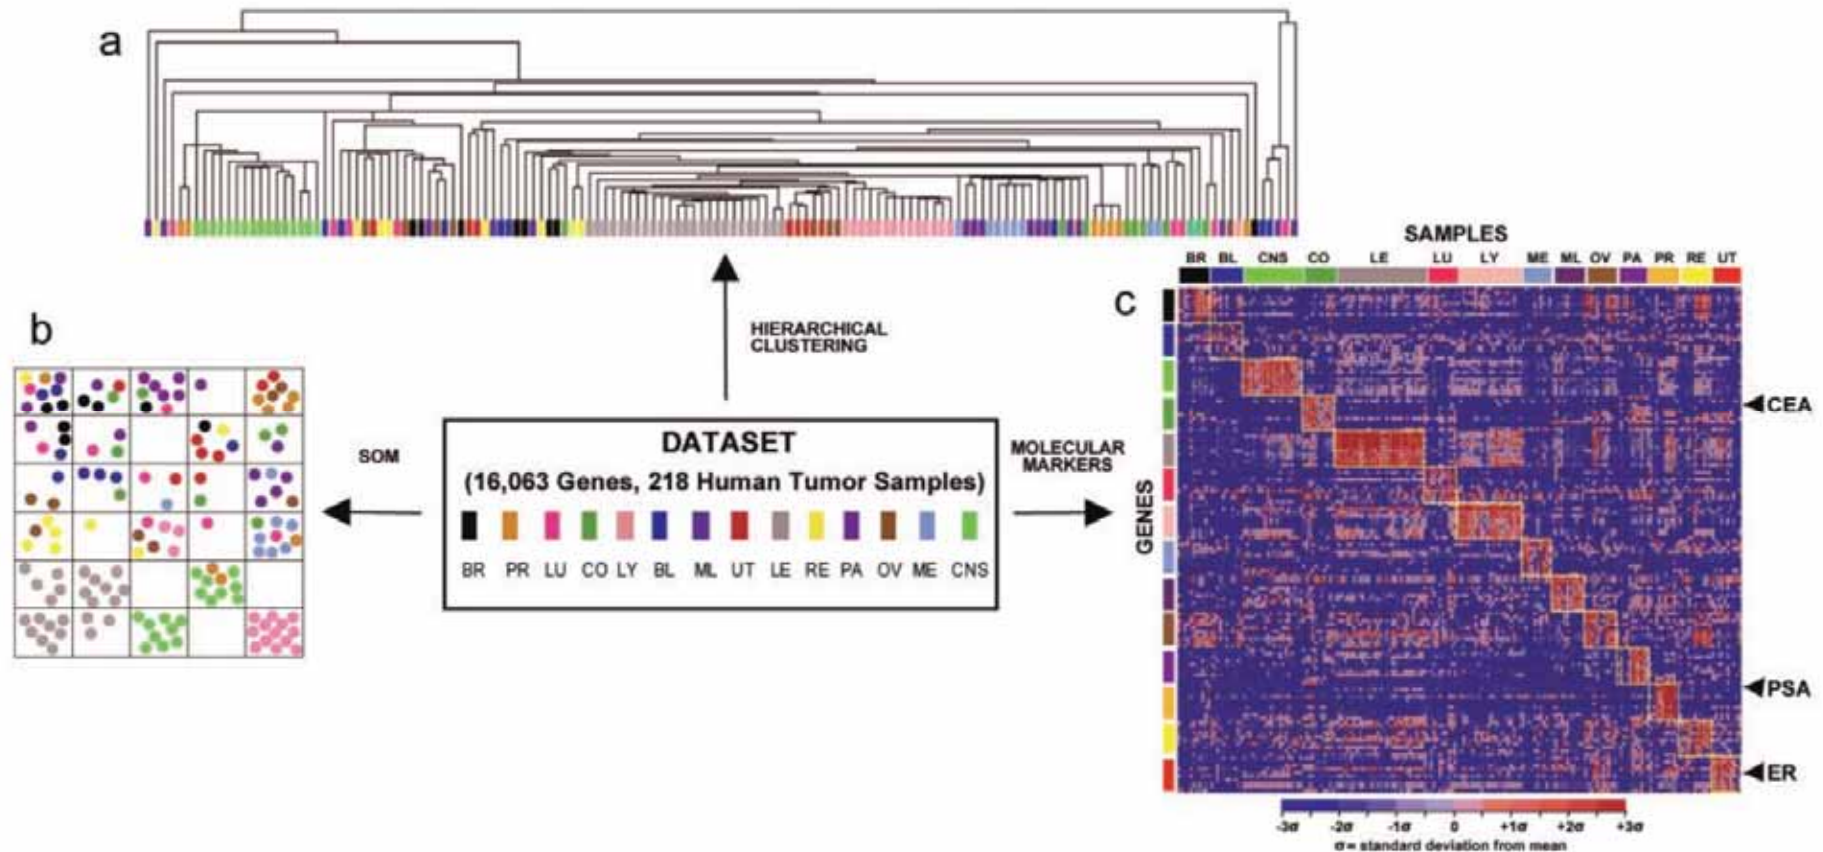 a
HIERARCHICAL
CLUSTERING
b
SOM
DATASET
(16,063 Genes, 218 Human Tumor Samples)
BR PR LU CO LY BL ML UT LE RE PA OV ME CNS
MOLECULAR
MARKERS
c
SAMPLES
BR BL CNS CO LE LU LY ME ML OV PA PR RE UT
GENES
CEA
PSA
ER
-3σ -2σ -1σ 0 +1σ +2σ +3σ
σ = standard deviation from mean